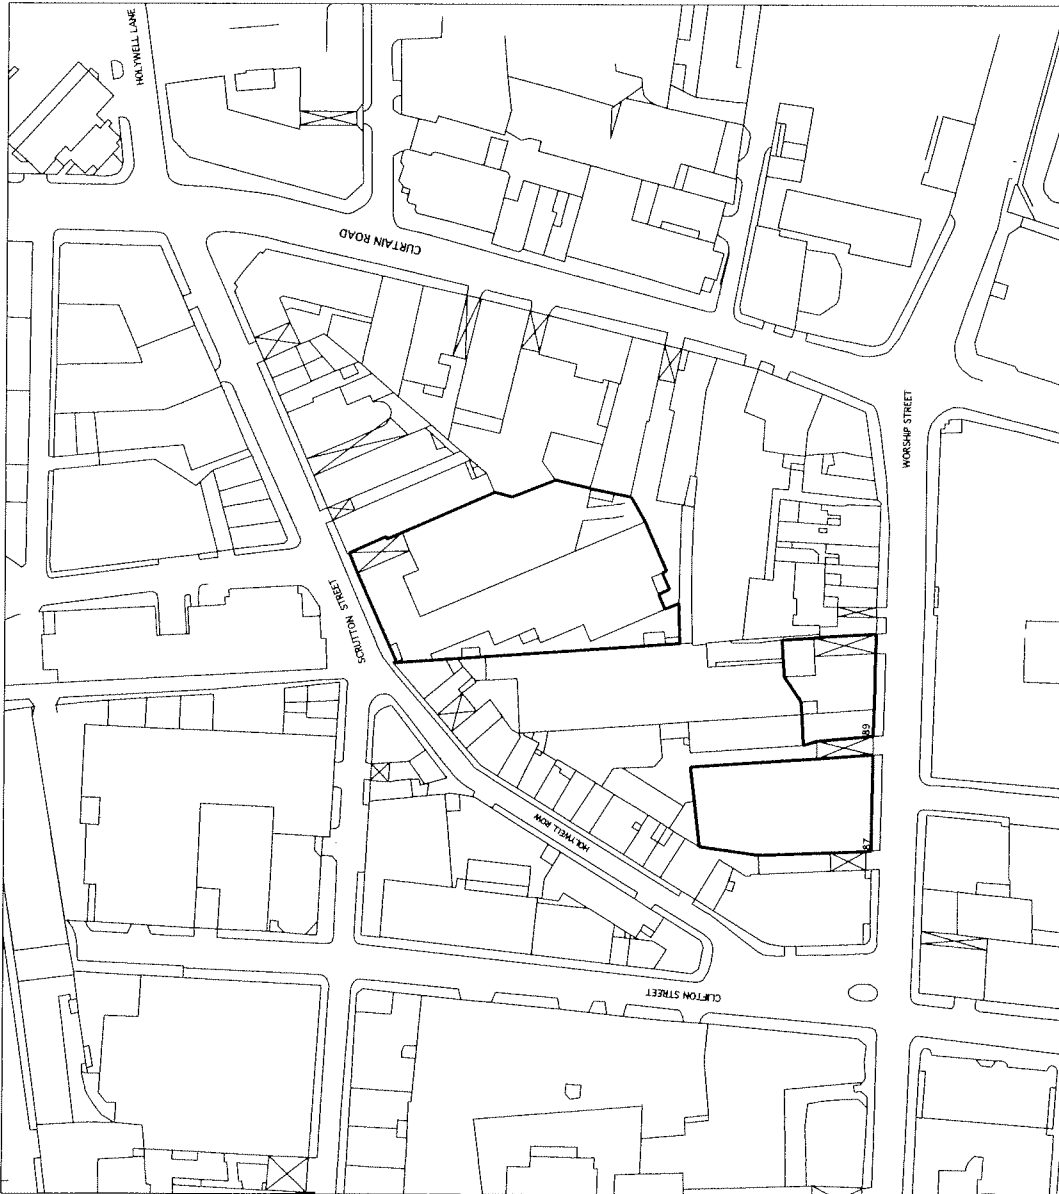 HOLYWELL LANE
CURTAIN ROAD
WORSHIP STREET
SCRUTTON STREET
89
HOLYWELL ROW
87
CLIFTON STREET